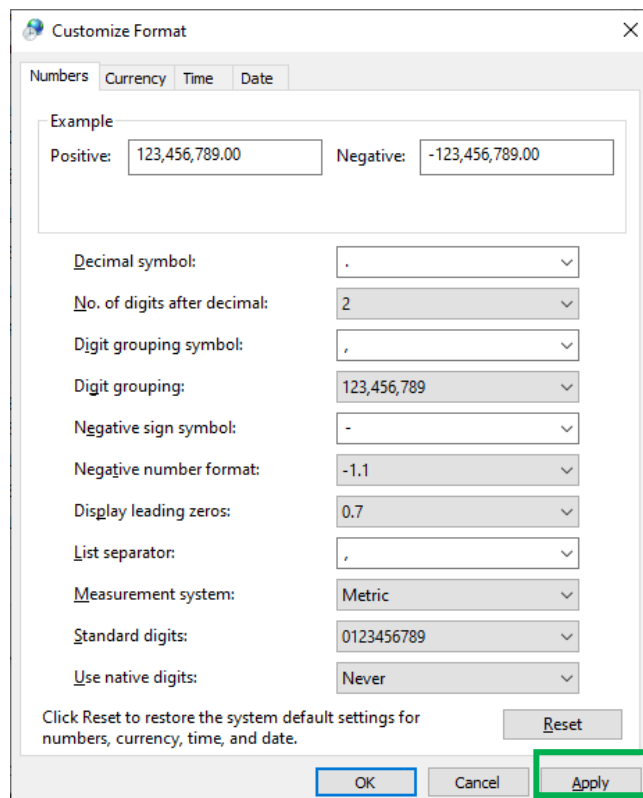 Customize Format
Numbers Currency Time Date
Example
Positive: 123,456,789.00 Negative: -123,456,789.00
Decimal symbol: .
No. of digits after decimal: 2
Digit grouping symbol: ,
Digit grouping: 123,456,789
Negative sign symbol: -
Negative number format: -1.1
Display leading zeros: 0.7
List separator: ,
Measurement system: Metric
Standard digits: 0123456789
Use native digits: Never
Click Reset to restore the system default settings for
numbers, currency, time, and date.
Reset
OK Cancel Apply